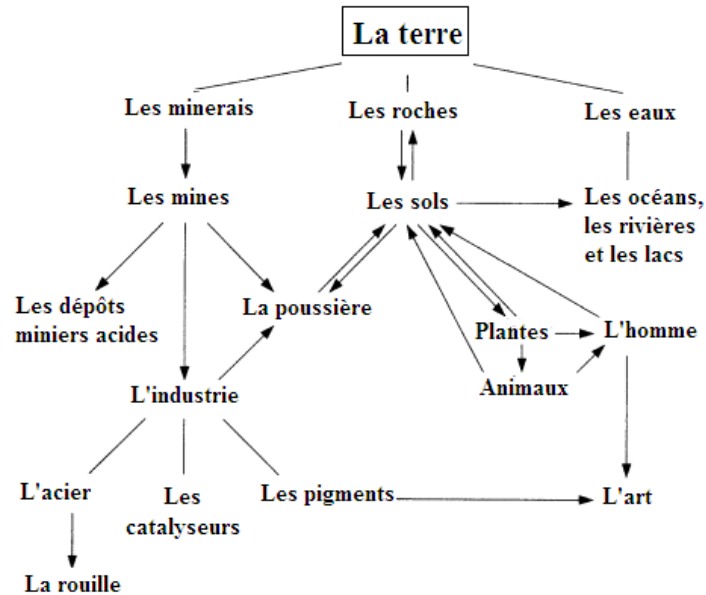 La terre
Les minerais
Les roches
Les eaux
Les mines
Les sols
Les océans,
les rivières
et les lacs
Les dépôts
miniers acides
La poussière
Plantes
L'homme
Animaux
L'industrie
L'acier
Les
catalyseurs
Les pigments
L'art
La rouille